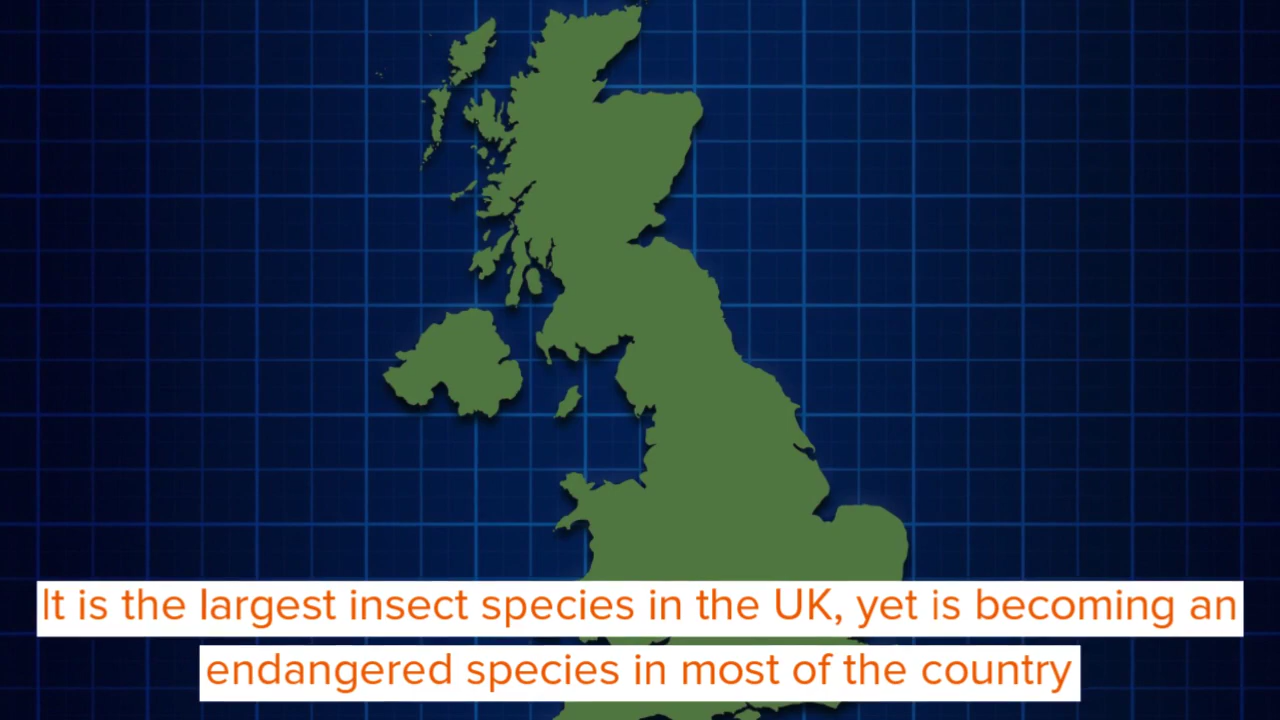 It is the largest insect species in the UK, yet is becoming an
endangered species in most of the country